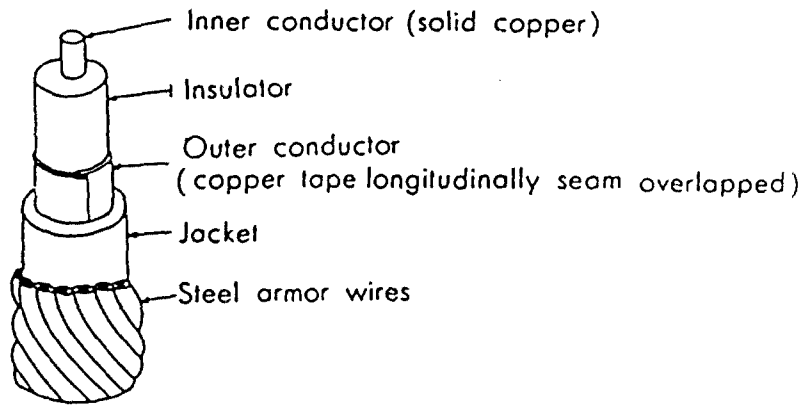 Inner conductor (solid copper)
Insulator
Outer conductor
(copper tape longitudinally seam overlapped)
Jacket
Steel armor wires